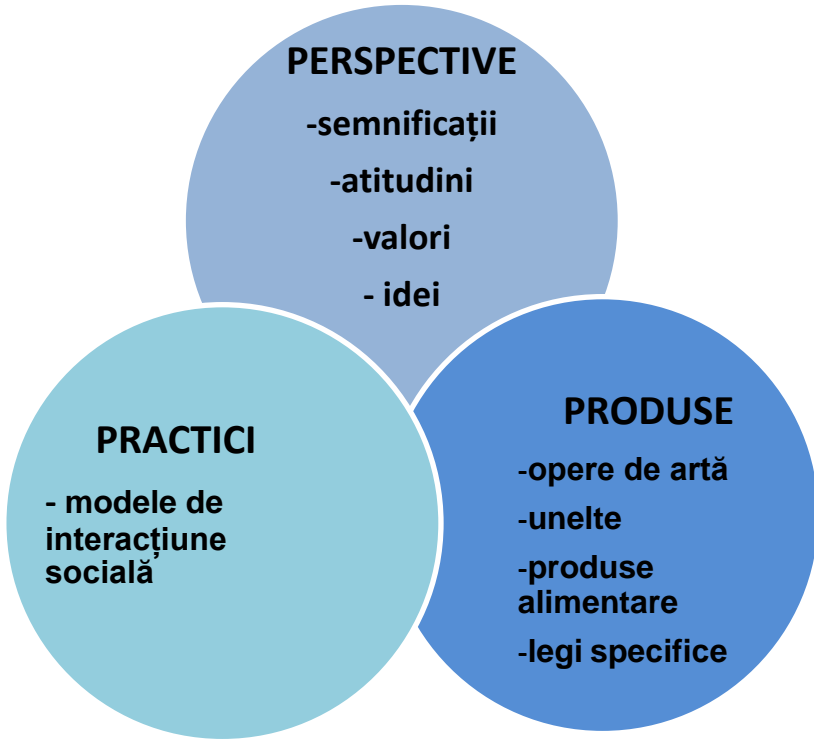 PERSPECTIVE
-semnificații
-atitudini
-valori
- idei
PRACTICI
- modele de
interacțiune
socială
PRODUSE
-opere de artă
-unelte
-produse
alimentare
-legi specifice